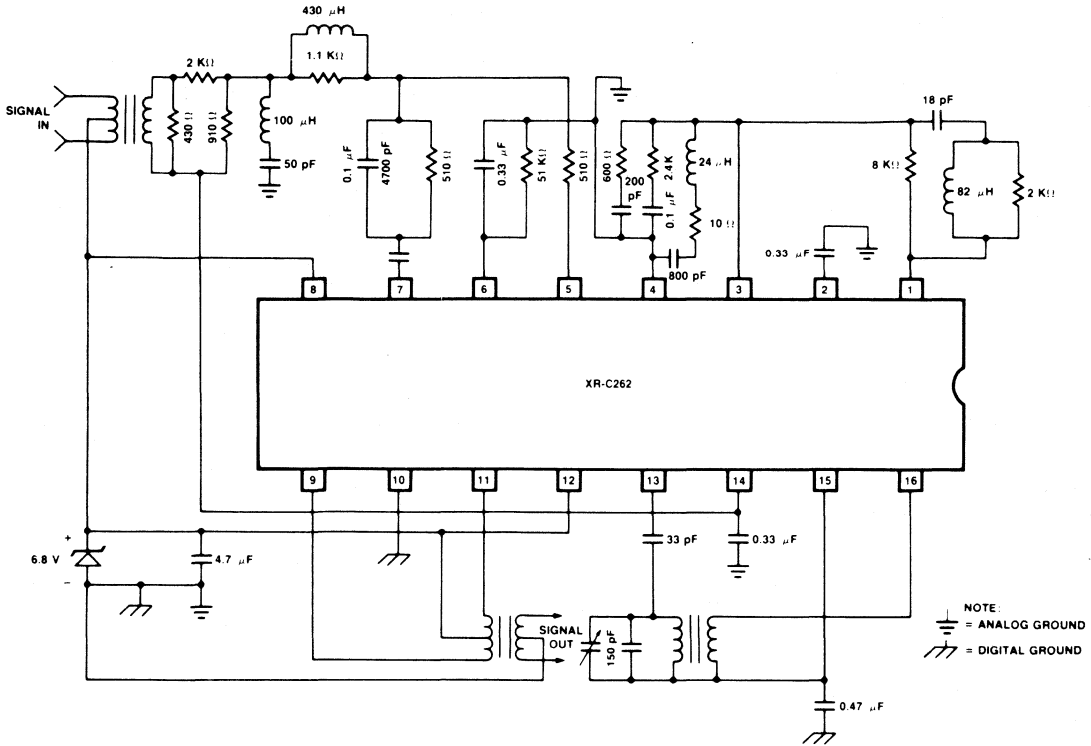 430 μH
1.1 KΩ
2 KΩ
SIGNAL
IN
430 Ω
910 Ω
100 μH
50 pF
0.1 μF
4700 pF
510 Ω
0.33 μF
51 KΩ
510 Ω
600 Ω
200
pF
2.4K
0.1 μF
24 μH
10 Ω
800 pF
18 pF
8 KΩ
82 μH
2 KΩ
0.33 μF
8
7
6
5
4
3
2
1
XR-C262
9
10
11
12
13
14
15
16
+
6.8 V
−
4.7 μF
33 pF
0.33 μF
SIGNAL
OUT
150 pF
0.47 μF
NOTE:
= ANALOG GROUND
= DIGITAL GROUND